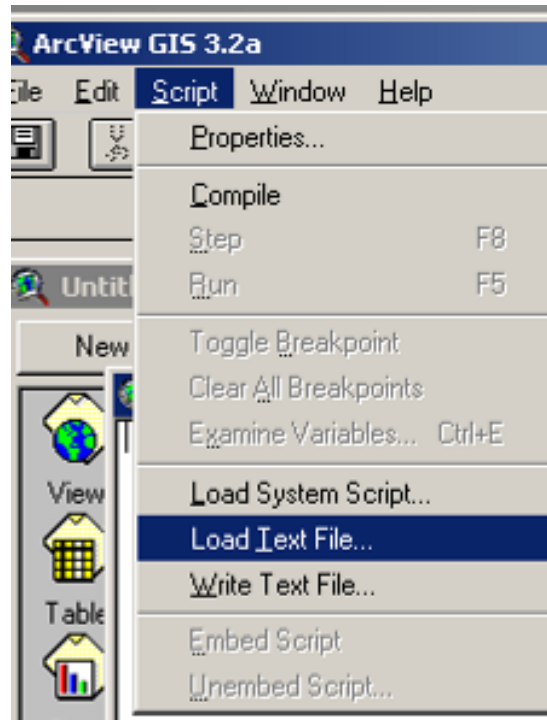 ArcView GIS 3.2a
File Edit Script Window Help
Properties...
Compile
Step F8
Run F5
Untitl
New
Toggle Breakpoint
Clear All Breakpoints
Examine Variables... Ctrl+E
View
Load System Script...
Load Text File...
Write Text File...
Table
Embed Script
Unembed Script...